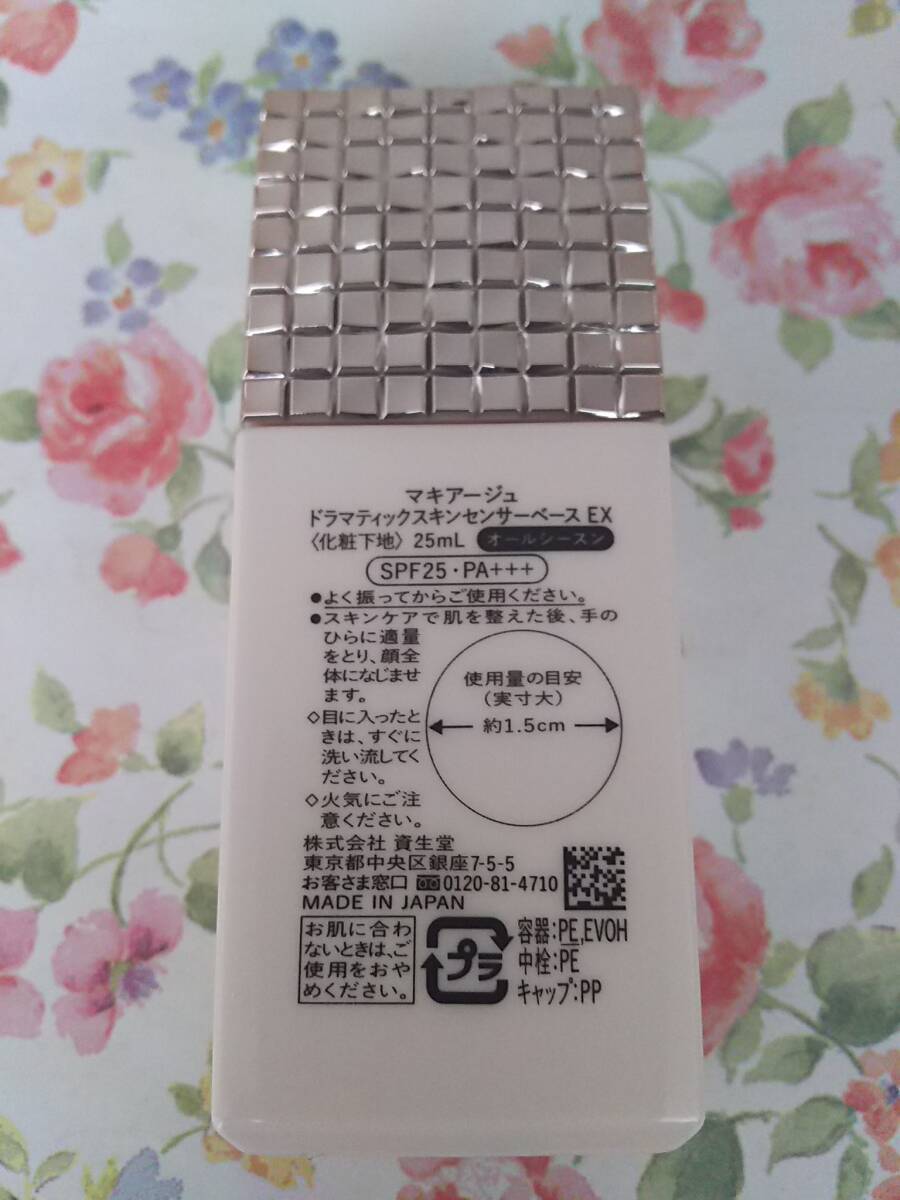 マキアージュ
ドラマティックスキンセンサーベース EX
〈化粧下地〉 25mL オールシーズン
SPF25・PA+++
●よく振ってからご使用ください。
●スキンケアで肌を整えた後、手の
ひらに適量
をとり、顔全
体になじませ
ます。
使用量の目安
(実寸大)
約1.5cm
◇目に入ったと
きは、すぐに
洗い流してく
ださい。
◇火気にご注
意ください。
株式会社 資生堂
東京都中央区銀座7-5-5
お客さま窓口 0120-81-4710
MADE IN JAPAN
お肌に合わ
ないときは、ご
使用をおや
めください。
プラ
容器:PE,EVOH
中栓:PE
キャップ:PP